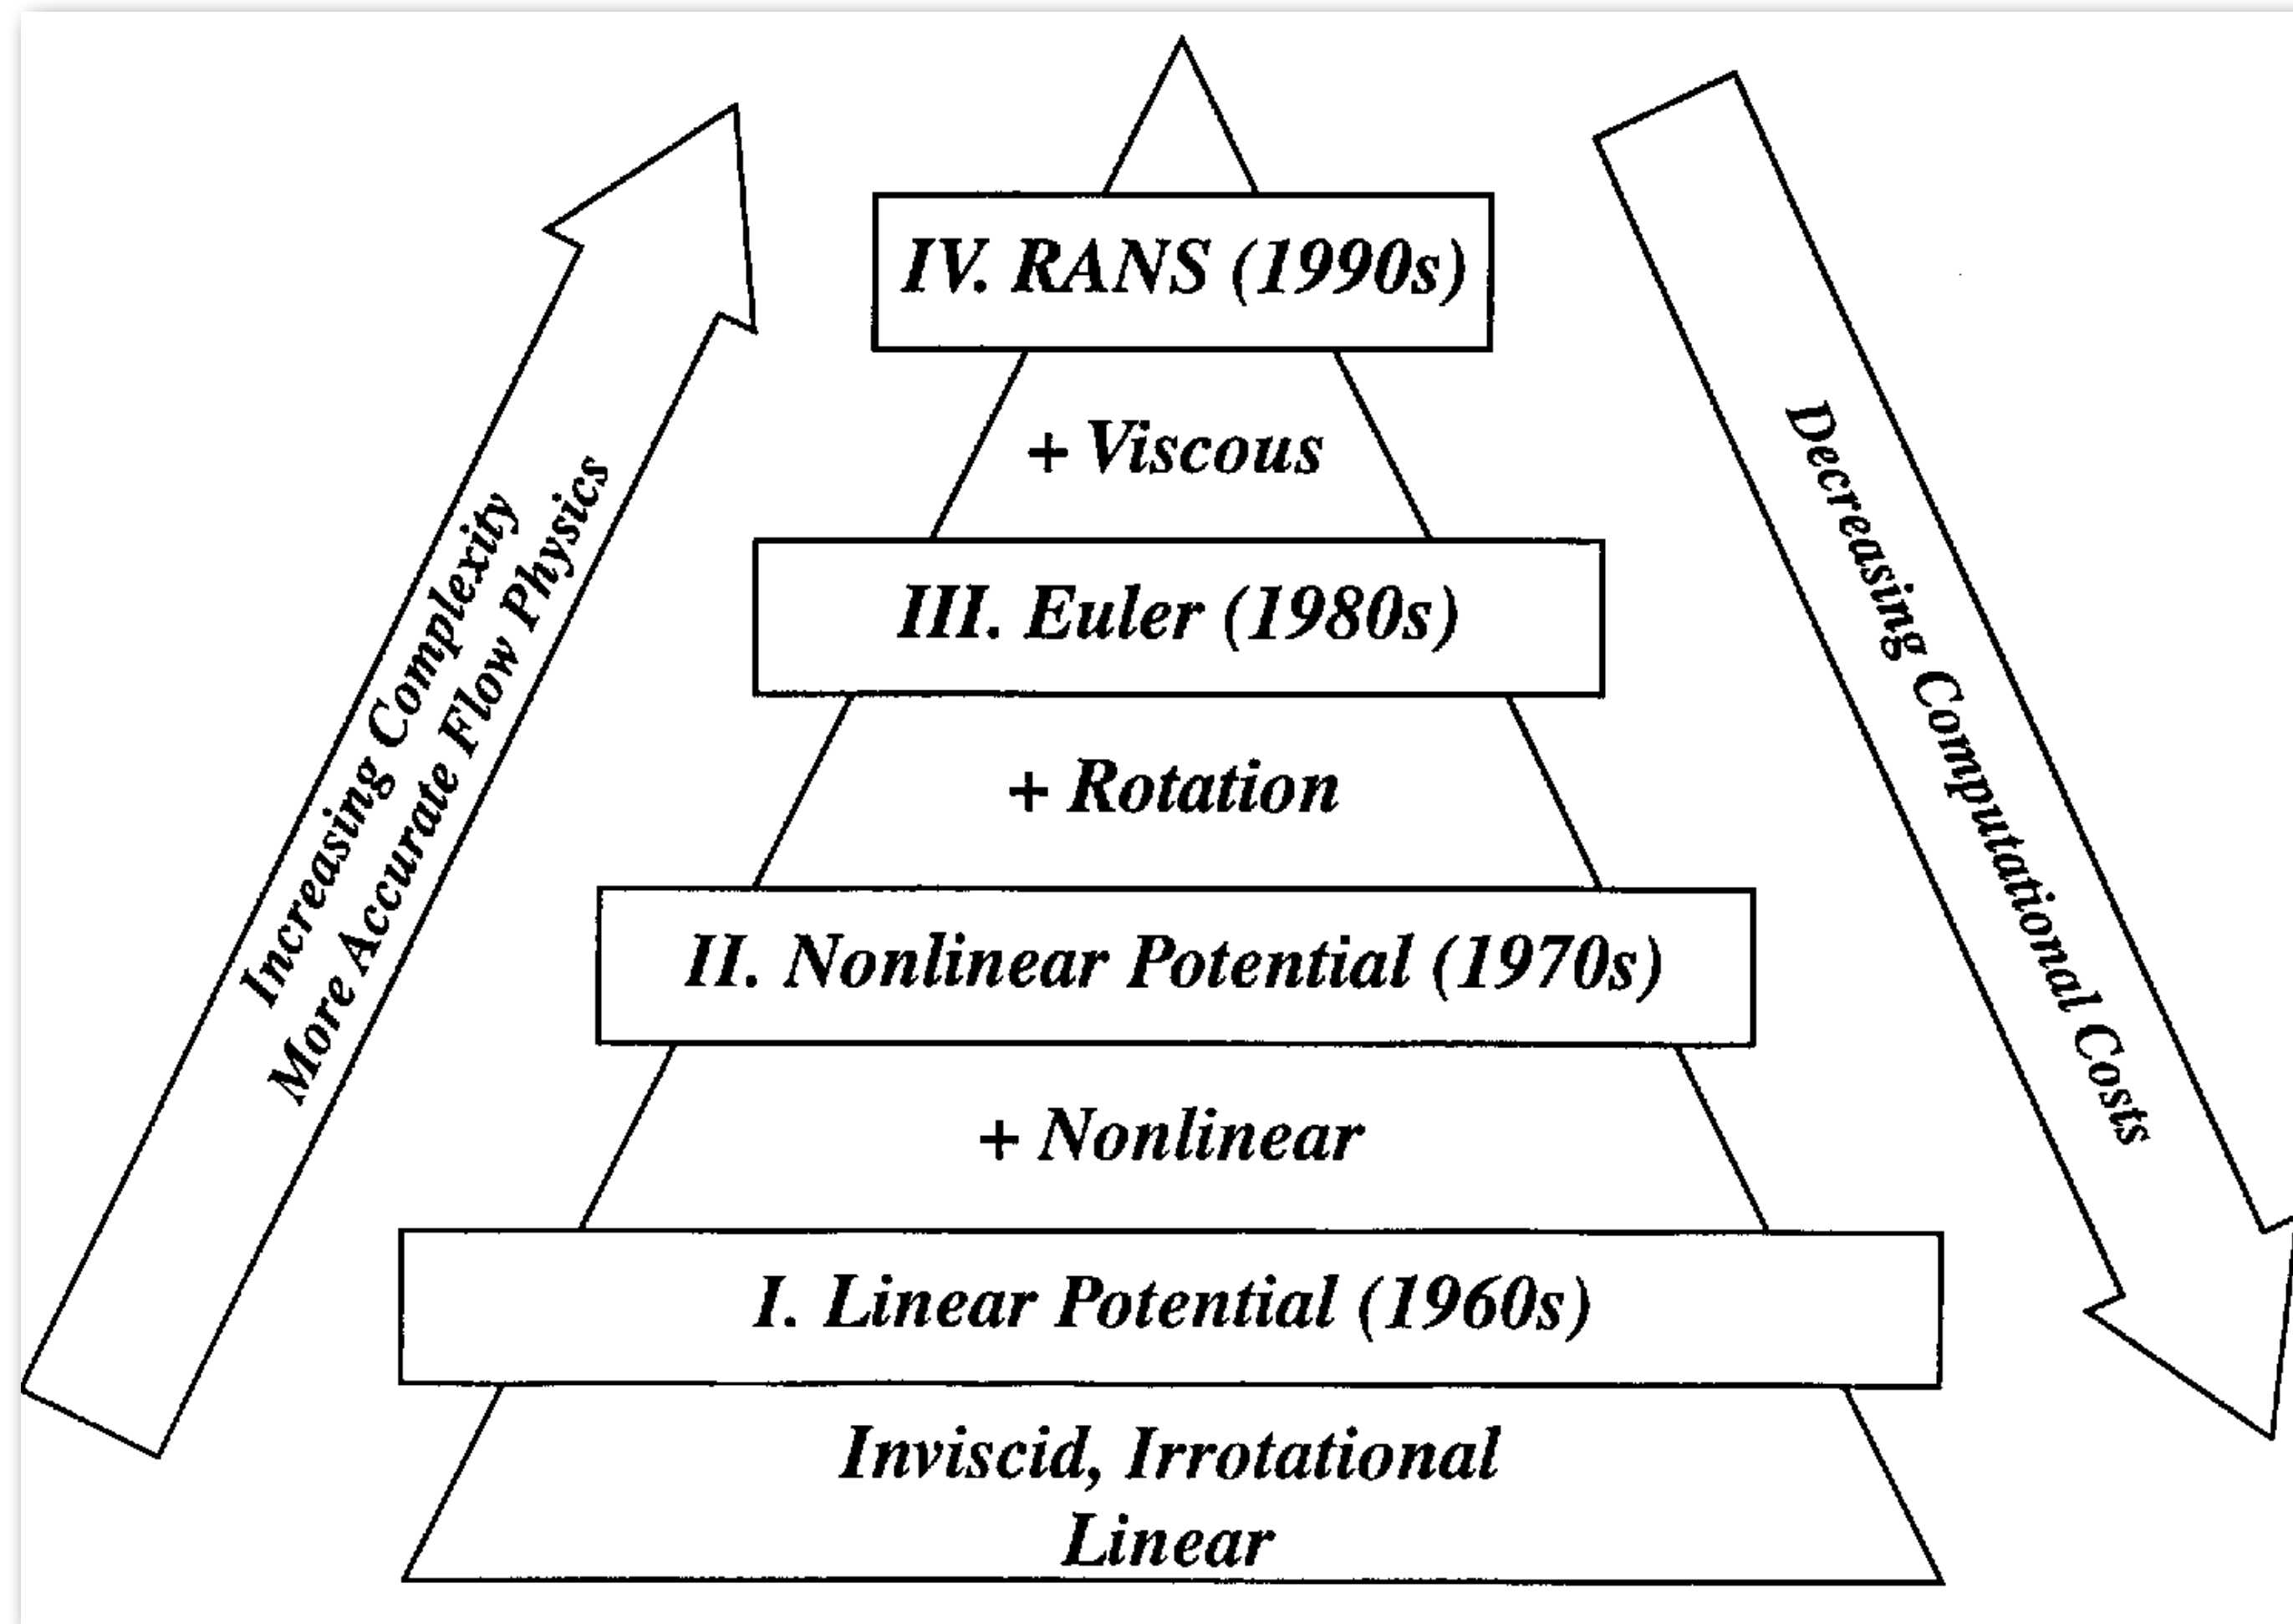 IV. RANS (1990s)
+ Viscous
III. Euler (1980s)
+ Rotation
II. Nonlinear Potential (1970s)
+ Nonlinear
I. Linear Potential (1960s)
Inviscid, Irrotational
Linear
Increasing Complexity
More Accurate Flow Physics
Decreasing Computational Costs